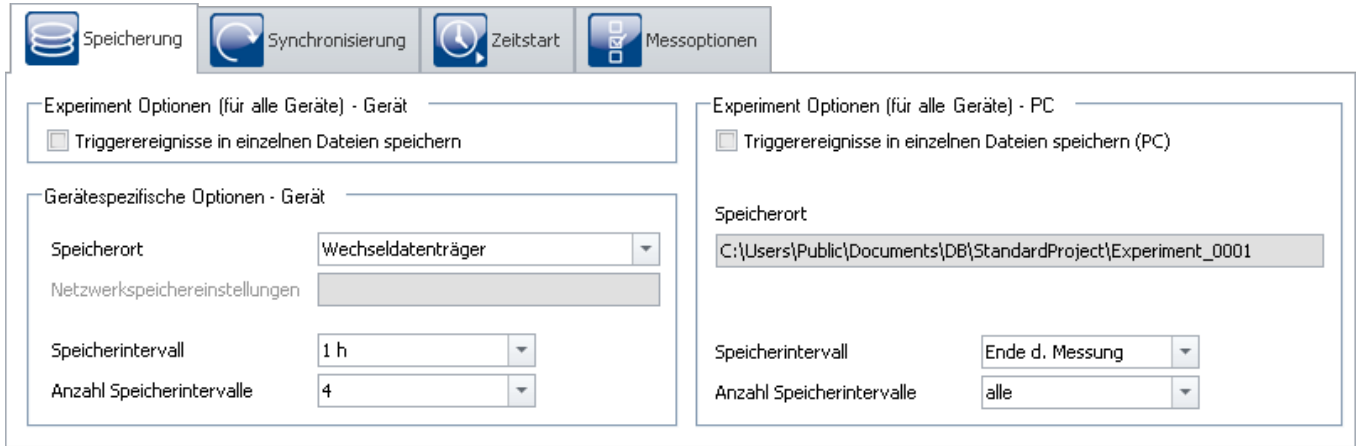 Speicherung
Synchronisierung
Zeitstart
Messoptionen
Experiment Optionen (für alle Geräte) - Gerät
Triggerereignisse in einzelnen Dateien speichern
Gerätespezifische Optionen - Gerät
Speicherort
Wechseldatenträger
Netzwerkspeichereinstellungen
Speicherintervall
1 h
Anzahl Speicherintervalle
4
Experiment Optionen (für alle Geräte) - PC
Triggerereignisse in einzelnen Dateien speichern (PC)
Speicherort
C:\Users\Public\Documents\DB\StandardProject\Experiment_0001
Speicherintervall
Ende d. Messung
Anzahl Speicherintervalle
alle